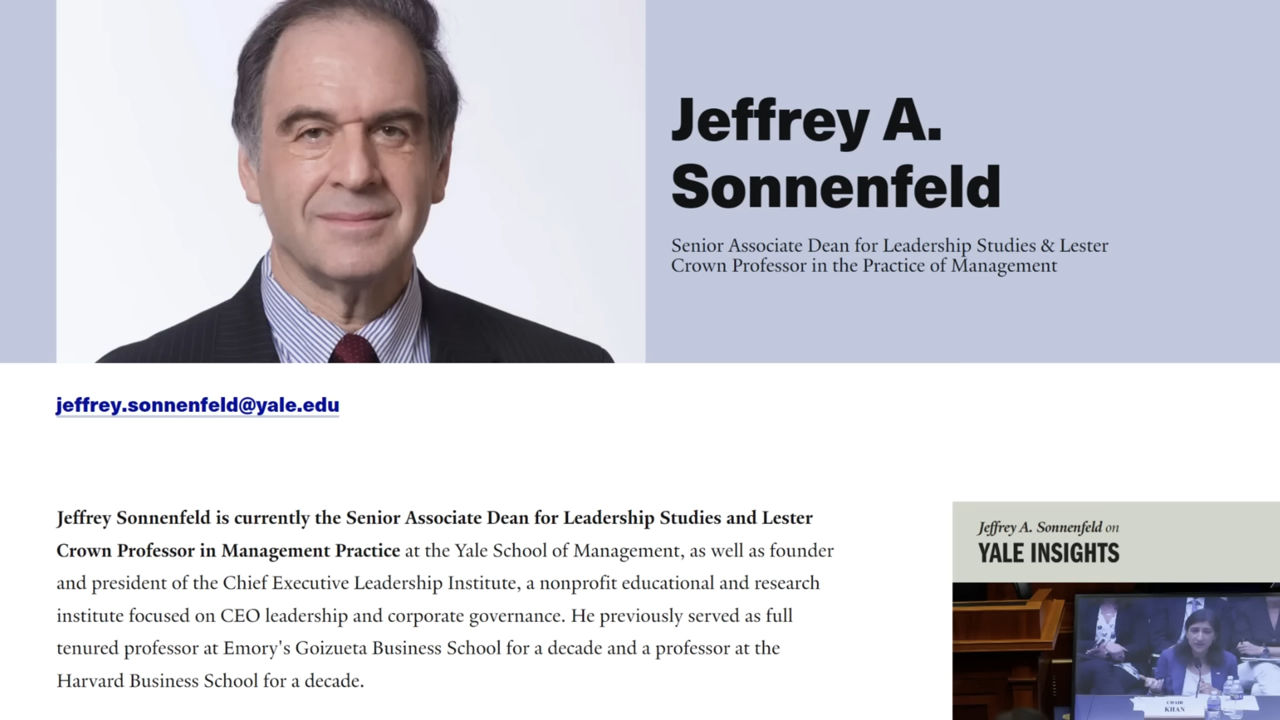 Jeffrey A.
Sonnenfeld
Senior Associate Dean for Leadership Studies & Lester
Crown Professor in the Practice of Management
jeffrey.sonnenfeld@yale.edu
Jeffrey Sonnenfeld is currently the Senior Associate Dean for Leadership Studies and Lester
Crown Professor in Management Practice at the Yale School of Management, as well as founder
and president of the Chief Executive Leadership Institute, a nonprofit educational and research
institute focused on CEO leadership and corporate governance. He previously served as full
tenured professor at Emory's Goizueta Business School for a decade and a professor at the
Harvard Business School for a decade.
Jeffrey A. Sonnenfeld on
YALE INSIGHTS
CHAIR
KHAN